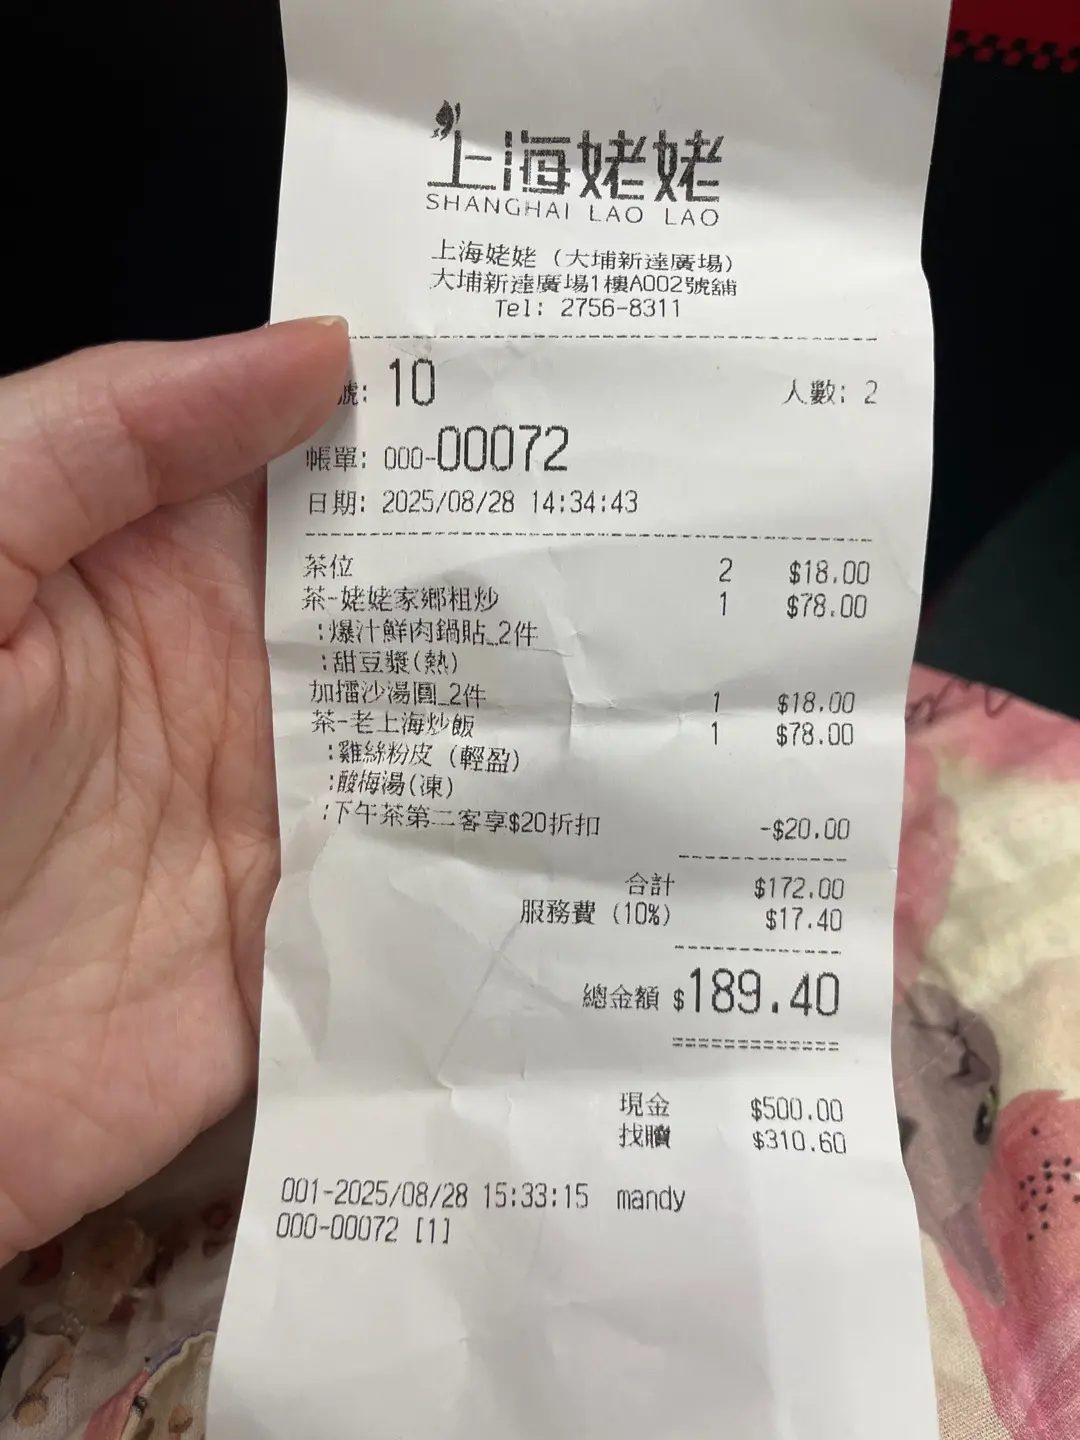 上海姥姥
SHANGHAI LAO LAO
上海姥姥 (大埔新達廣場)
大埔新達廣場1樓A002號舖
Tel: 2756-8311
號: 10 人數: 2
帳單: 000-00072
日期: 2025/08/28 14:34:43
茶位 2 $18.00
茶-姥姥家鄉粗炒 1 $78.00
:爆汁鮮肉鍋貼_2件
:甜豆漿(熱)
加擂沙湯圓_2件 1 $18.00
茶-老上海炒飯 1 $78.00
:雞絲粉皮 (輕盈)
:酸梅湯(凍)
:下午茶第二客享$20折扣 -$20.00
合計 $172.00
服務費 (10%) $17.40
總金額 $189.40
現金 $500.00
找贖 $310.60
001-2025/08/28 15:33:15 mandy
000-00072 [1]